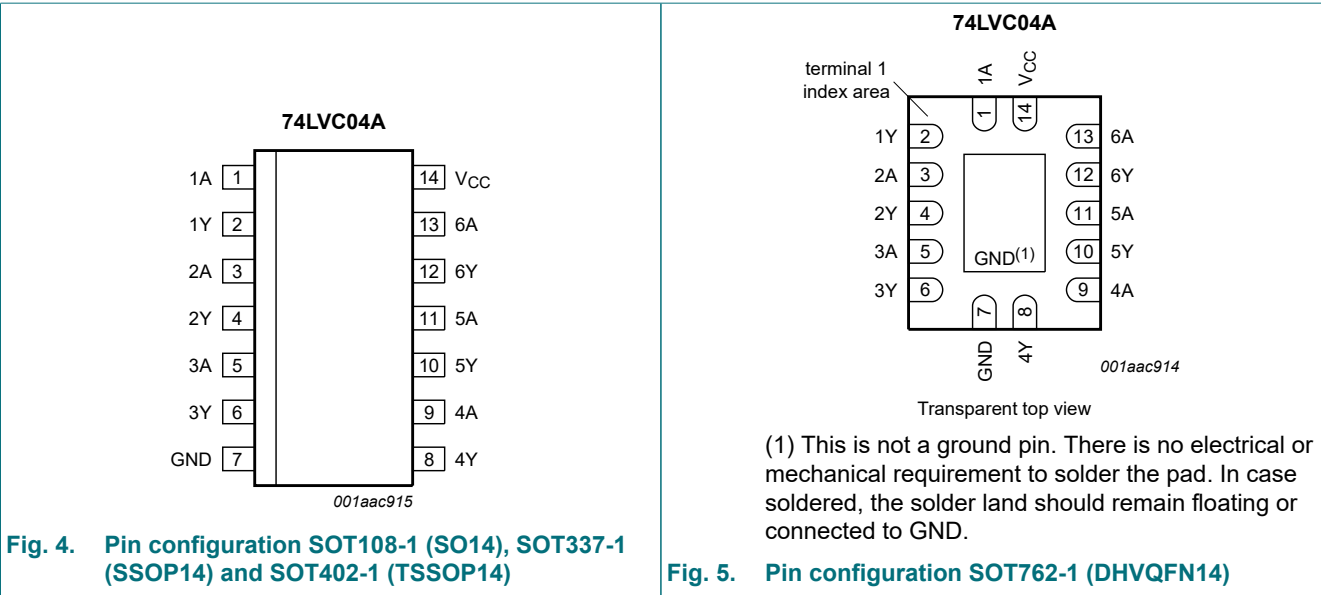 74LVC04A
1A 1 14 VCC
1Y 2 13 6A
2A 3 12 6Y
2Y 4 11 5A
3A 5 10 5Y
3Y 6 9 4A
GND 7 8 4Y
001aac915
Fig. 4. Pin configuration SOT108-1 (SO14), SOT337-1
(SSOP14) and SOT402-1 (TSSOP14)
74LVC04A
terminal 1
index area
1A VCC
1 14
1Y 2 13 6A
2A 3 12 6Y
2Y 4 11 5A
3A 5 GND(1) 10 5Y
3Y 6 9 4A
7 8
GND 4Y
001aac914
Transparent top view
(1) This is not a ground pin. There is no electrical or
mechanical requirement to solder the pad. In case
soldered, the solder land should remain floating or
connected to GND.
Fig. 5. Pin configuration SOT762-1 (DHVQFN14)